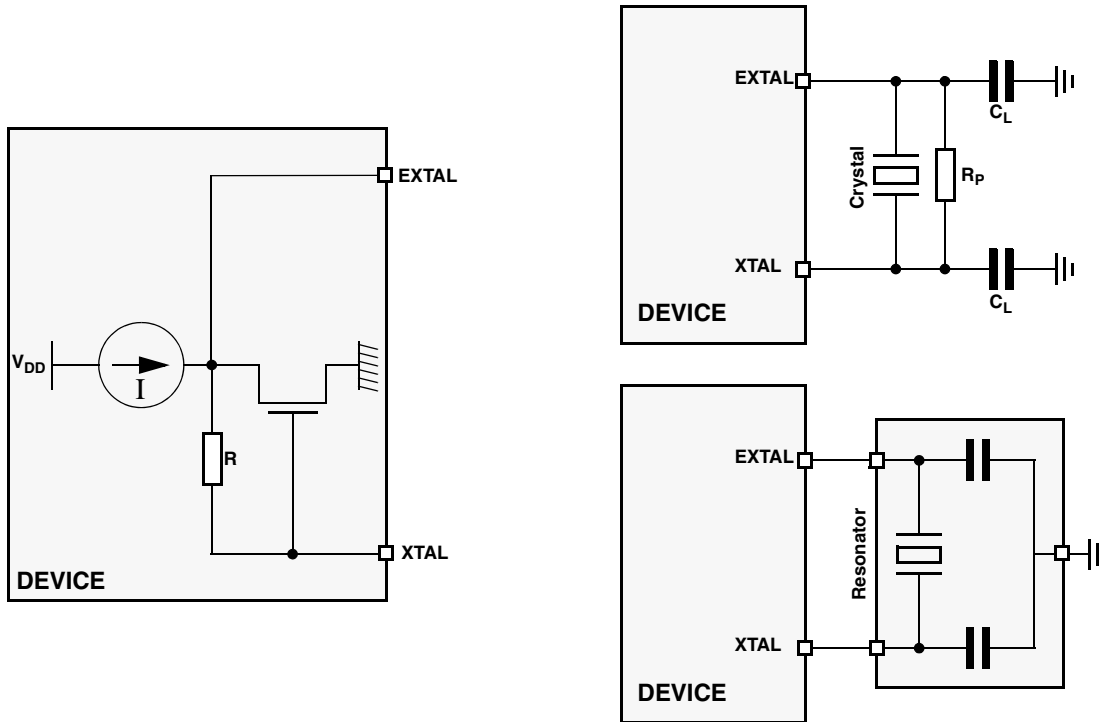 EXTAL
V_DD
I
R
XTAL
DEVICE
EXTAL
C_L
Crystal
R_P
XTAL
C_L
DEVICE
EXTAL
Resonator
XTAL
DEVICE